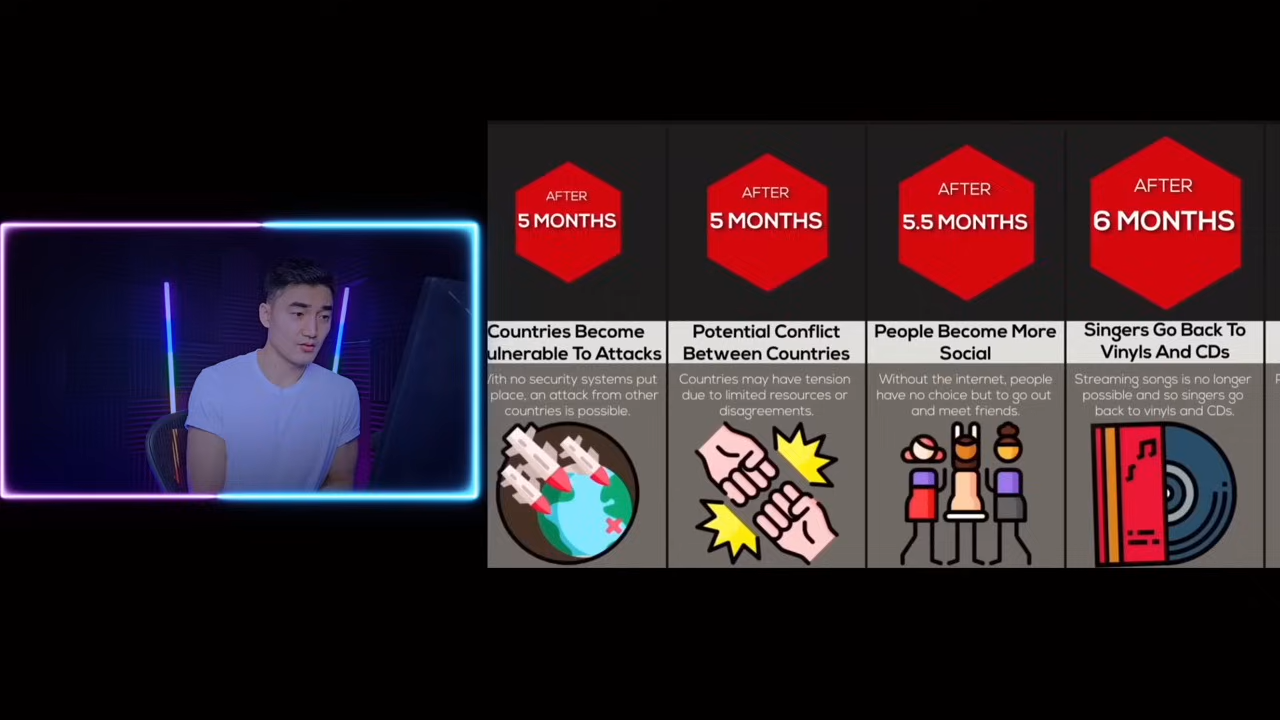 AFTER
5 MONTHS
Countries Become
ulnerable To Attacks
ith no security systems put
place, an attack from other
countries is possible.
AFTER
5 MONTHS
Potential Conflict
Between Countries
Countries may have tension
due to limited resources or
disagreements.
AFTER
5.5 MONTHS
People Become More
Social
Without the internet, people
have no choice but to go out
and meet friends.
AFTER
6 MONTHS
Singers Go Back To
Vinyls And CDs
Streaming songs is no longer
possible and so singers go
back to vinyls and CDs.